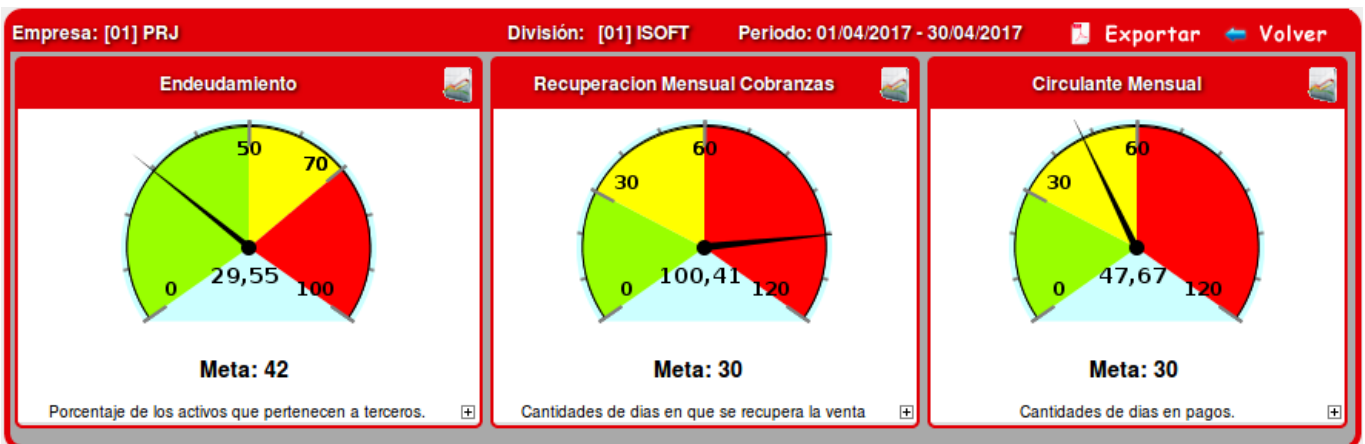 Empresa: [01] PRJ División: [01] ISOFT Periodo: 01/04/2017 - 30/04/2017 Exportar Volver
Endeudamiento
50
70
0
29,55
100
Meta: 42
Porcentaje de los activos que pertenecen a terceros.
Recuperacion Mensual Cobranzas
60
30
0
100,41
120
Meta: 30
Cantidades de dias en que se recupera la venta
Circulante Mensual
60
30
0
47,67
120
Meta: 30
Cantidades de dias en pagos.